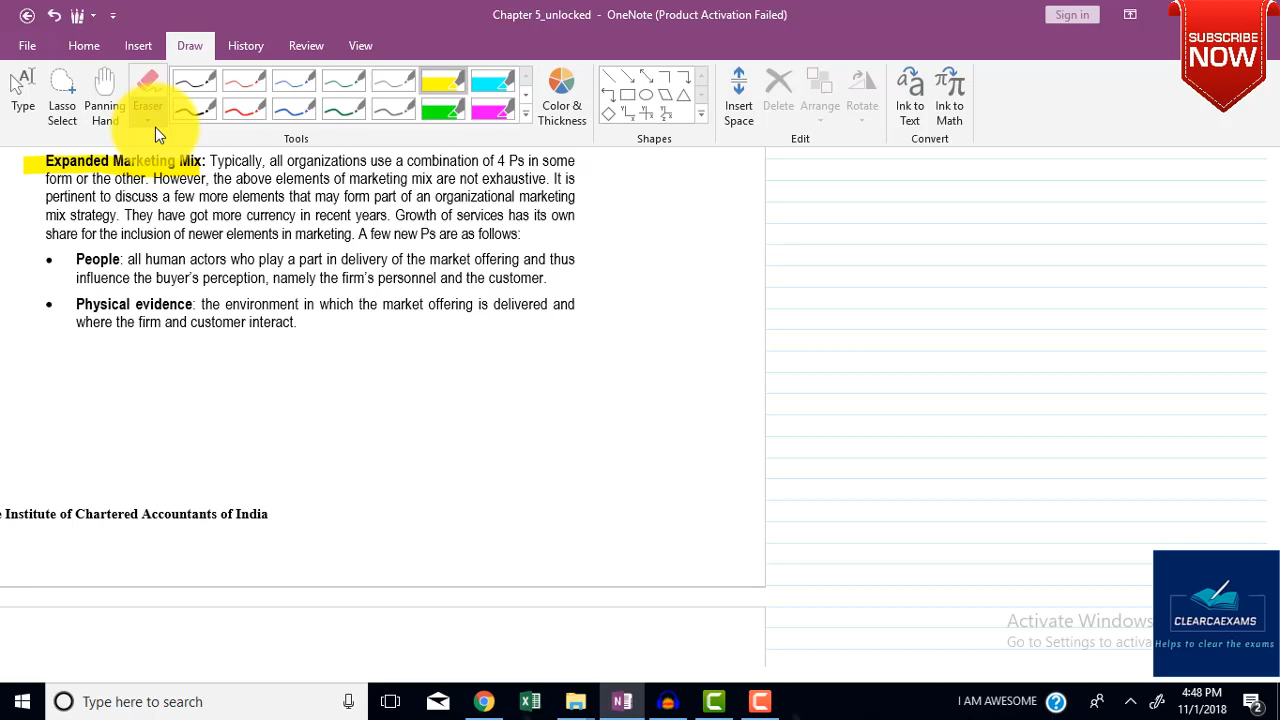 Chapter 5_unlocked - OneNote (Product Activation Failed)
Sign in
SUBSCRIBE
NOW
File
Home
Insert
Draw
History
Review
View
Type
Lasso
Select
Panning
Hand
Eraser
Color &
Thickness
Insert
Space
Delete
Arrange
Rotate
Ink to
Text
Ink to
Math
Tools
Shapes
Edit
Convert
Expanded Marketing Mix: Typically, all organizations use a combination of 4 Ps in some
form or the other. However, the above elements of marketing mix are not exhaustive. It is
pertinent to discuss a few more elements that may form part of an organizational marketing
mix strategy. They have got more currency in recent years. Growth of services has its own
share for the inclusion of newer elements in marketing. A few new Ps are as follows:
• People: all human actors who play a part in delivery of the market offering and thus
influence the buyer's perception, namely the firm's personnel and the customer.
• Physical evidence: the environment in which the market offering is delivered and
where the firm and customer interact.
Institute of Chartered Accountants of India
Activate Windows
Go to Settings to activa
CLEARCAEXAMS
Helps to clear the exams
Type here to search
I AM AWESOME
4:48 PM
11/1/2018
2